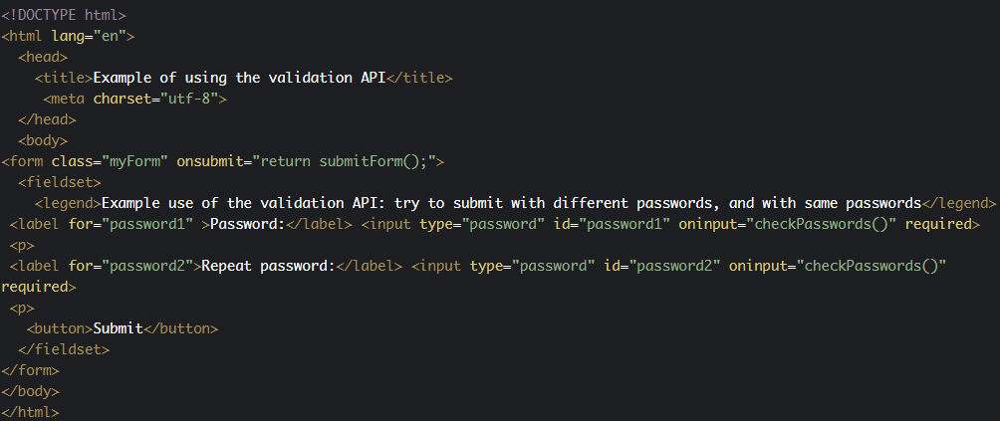 <!DOCTYPE html>
<html lang="en">
  <head>
    <title>Example of using the validation API</title>
     <meta charset="utf-8">
  </head>
  <body>
<form class="myForm" onsubmit="return submitForm();">
  <fieldset>
    <legend>Example use of the validation API: try to submit with different passwords, and with same passwords</legend>
 <label for="password1" >Password:</label> <input type="password" id="password1" oninput="checkPasswords()" required>
 <p>
 <label for="password2">Repeat password:</label> <input type="password" id="password2" oninput="checkPasswords()"
required>
 <p>
   <button>Submit</button>
  </fieldset>
</form>
</body>
</html>